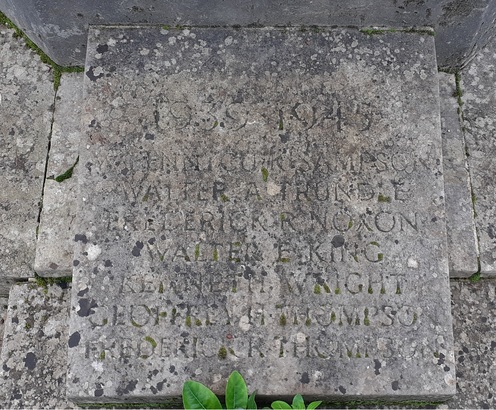 1939 1945
SAMPSON
WALTER A. TRUNDLE
FREDERICK R. NOXON
WALTER E. KING
KENNETH WRIGHT
GEOFFREY H. THOMPSON
FREDERICK THOMPSON